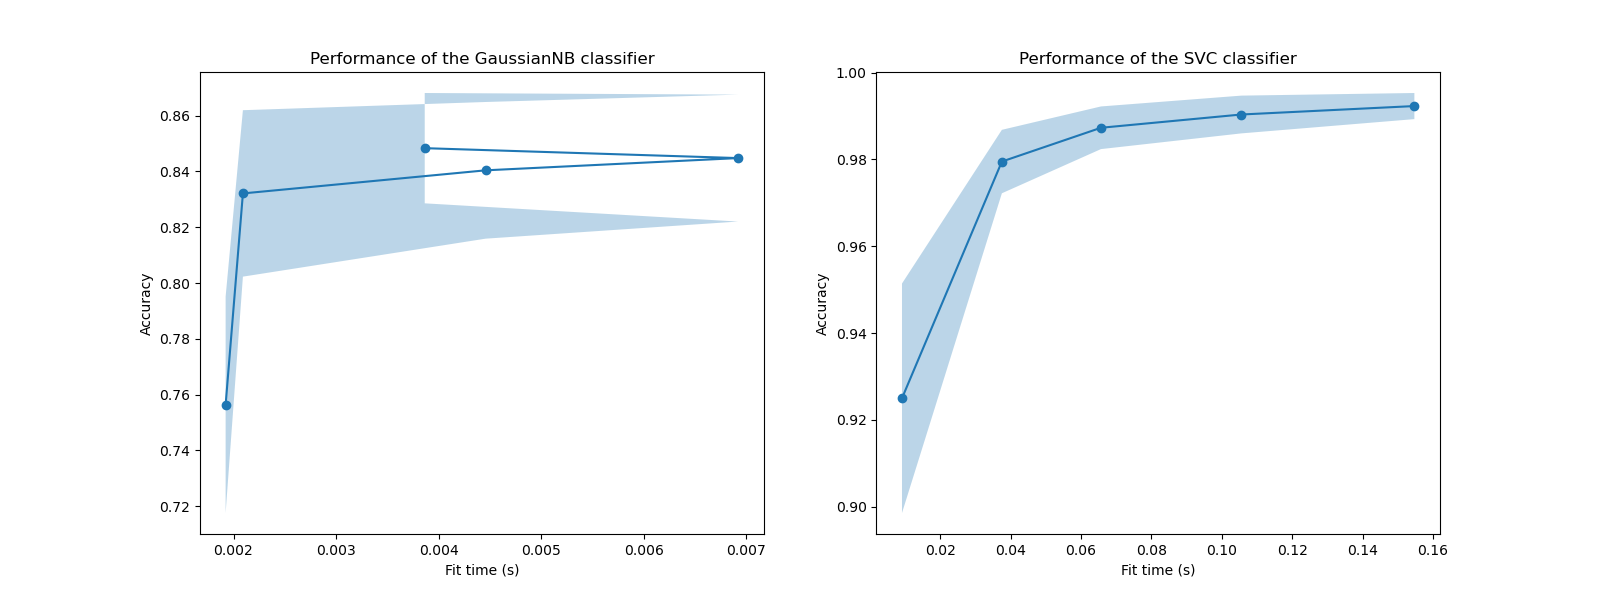 Performance of the GaussianNB classifier
0.86
0.84
0.82
0.80
0.78
0.76
0.74
0.72
Accuracy
0.002 0.003 0.004 0.005 0.006 0.007
Fit time (s)
Performance of the SVC classifier
1.00
0.98
0.96
0.94
0.92
0.90
Accuracy
0.02 0.04 0.06 0.08 0.10 0.12 0.14 0.16
Fit time (s)